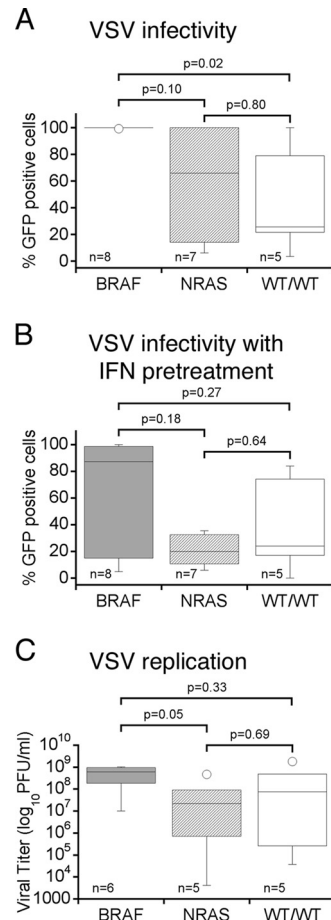 A
VSV infectivity
p=0.02
p=0.10
p=0.80
% GFP positive cells
100
80
60
40
20
0
n=8
n=7
n=5
BRAF
NRAS
WT/WT
B
VSV infectivity with
IFN pretreatment
p=0.27
p=0.18
p=0.64
% GFP positive cells
100
80
60
40
20
0
n=8
n=7
n=5
BRAF
NRAS
WT/WT
C
VSV replication
p=0.33
p=0.05
p=0.69
Viral Titer (log10PFU/ml)
10^10
10^9
10^8
10^7
10^6
10^5
10^4
1000
n=6
n=5
n=5
BRAF
NRAS
WT/WT